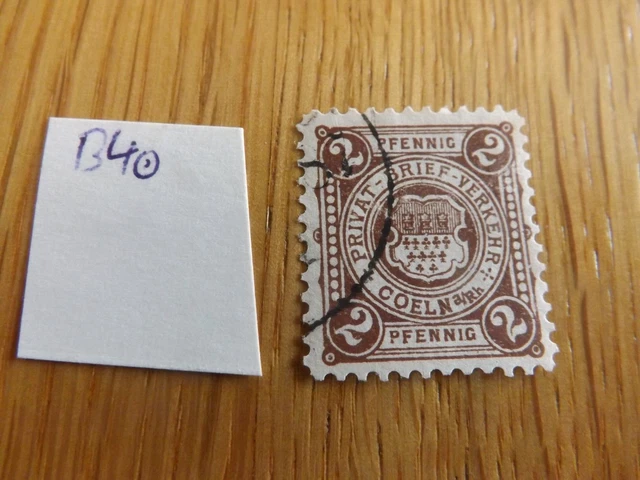 B40
2 PFENNIG 2
PRIVAT-BRIEF-VERKEHR
COELN a/Rh
2 PFENNIG 2